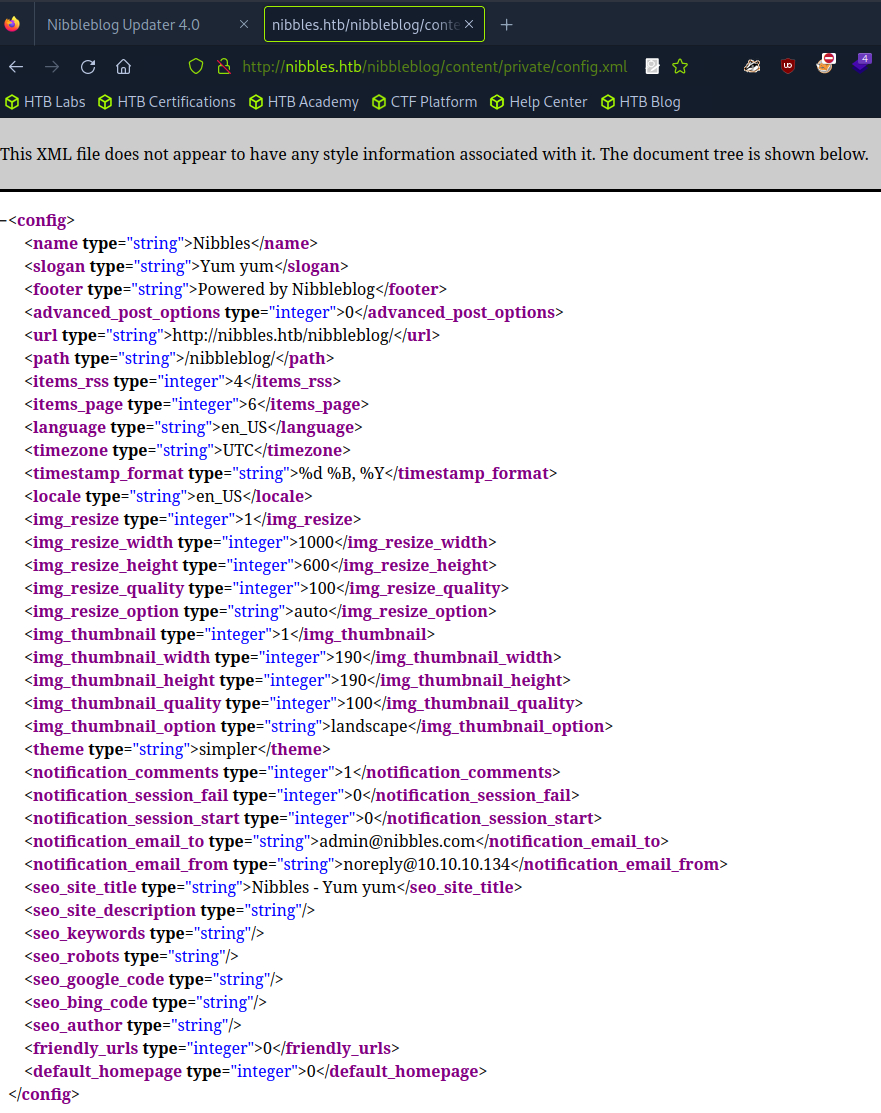 Nibbleblog Updater 4.0
nibbles.htb/nibbleblog/conte
http://nibbles.htb/nibbleblog/content/private/config.xml
4
HTB Labs HTB Certifications HTB Academy CTF Platform Help Center HTB Blog
This XML file does not appear to have any style information associated with it. The document tree is shown below.
−<config>
<name type="string">Nibbles</name>
<slogan type="string">Yum yum</slogan>
<footer type="string">Powered by Nibbleblog</footer>
<advanced_post_options type="integer">0</advanced_post_options>
<url type="string">http://nibbles.htb/nibbleblog/</url>
<path type="string">/nibbleblog/</path>
<items_rss type="integer">4</items_rss>
<items_page type="integer">6</items_page>
<language type="string">en_US</language>
<timezone type="string">UTC</timezone>
<timestamp_format type="string">%d %B, %Y</timestamp_format>
<locale type="string">en_US</locale>
<img_resize type="integer">1</img_resize>
<img_resize_width type="integer">1000</img_resize_width>
<img_resize_height type="integer">600</img_resize_height>
<img_resize_quality type="integer">100</img_resize_quality>
<img_resize_option type="string">auto</img_resize_option>
<img_thumbnail type="integer">1</img_thumbnail>
<img_thumbnail_width type="integer">190</img_thumbnail_width>
<img_thumbnail_height type="integer">190</img_thumbnail_height>
<img_thumbnail_quality type="integer">100</img_thumbnail_quality>
<img_thumbnail_option type="string">landscape</img_thumbnail_option>
<theme type="string">simpler</theme>
<notification_comments type="integer">1</notification_comments>
<notification_session_fail type="integer">0</notification_session_fail>
<notification_session_start type="integer">0</notification_session_start>
<notification_email_to type="string">admin@nibbles.com</notification_email_to>
<notification_email_from type="string">noreply@10.10.10.134</notification_email_from>
<seo_site_title type="string">Nibbles - Yum yum</seo_site_title>
<seo_site_description type="string"/>
<seo_keywords type="string"/>
<seo_robots type="string"/>
<seo_google_code type="string"/>
<seo_bing_code type="string"/>
<seo_author type="string"/>
<friendly_urls type="integer">0</friendly_urls>
<default_homepage type="integer">0</default_homepage>
</config>